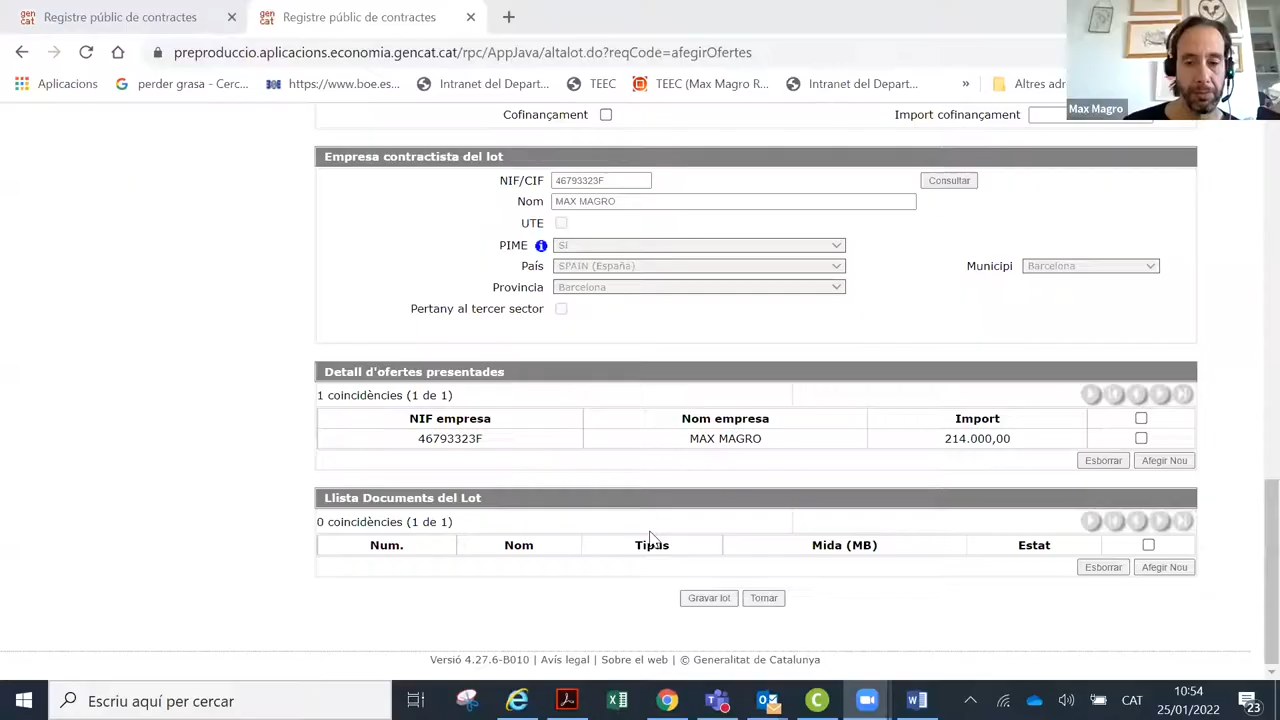 gen cat
Registre públic de contractes
gen cat
Registre públic de contractes
preproduccio.aplicacions.economia.gencat.cat/rpc/AppJava/altalot.do?reqCode=afegirOfertes
Aplicacions
perder grasa - Cerc...
https://www.boe.es...
Intranet del Depart...
TEEC
TEEC (Max Magro R...
Intranet del Depart...
»
Altres adr
Max Magro
Cofinançament
Import cofinançament
Empresa contractista del lot
NIF/CIF
46793323F
Consultar
Nom
MAX MAGRO
UTE
PIME
Sí
País
SPAIN (España)
Municipi
Barcelona
Provincia
Barcelona
Pertany al tercer sector
Detall d'ofertes presentades
1 coincidències (1 de 1)
NIF empresa
Nom empresa
Import
46793323F
MAX MAGRO
214.000,00
Esborrar
Afegir Nou
Llista Documents del Lot
0 coincidències (1 de 1)
Num.
Nom
Tipus
Mida (MB)
Estat
Esborrar
Afegir Nou
Gravar lot
Tornar
Versió 4.27.6-B010 | Avís legal | Sobre el web | © Generalitat de Catalunya
Escriu aquí per cercar
CAT
10:54
25/01/2022
23